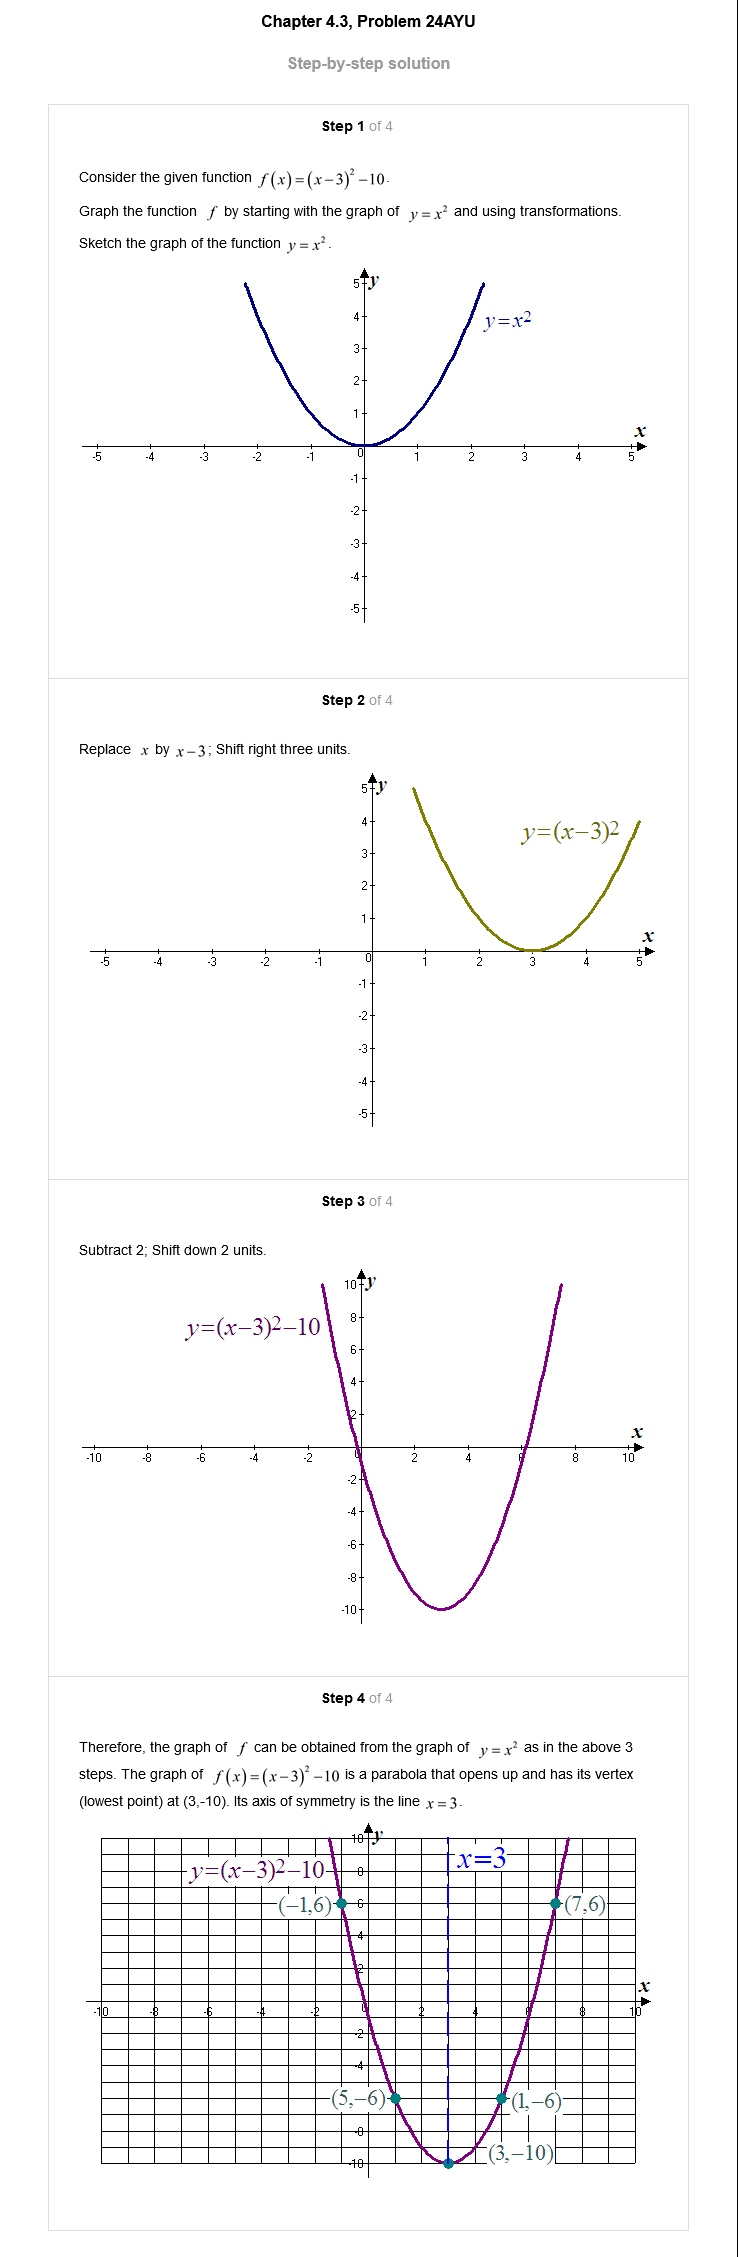 Chapter 4.3, Problem 24AYU
Step-by-step solution
Step 1 of 4
Consider the given function f(x)=(x−3)²−10.
Graph the function f by starting with the graph of y=x² and using transformations.
Sketch the graph of the function y=x².
5 y
y=x2
4
3
2
1
x
-5 -4 -3 -2 -1 0 1 2 3 4 5
-1
-2
-3
-4
-5
Step 2 of 4
Replace x by x−3; Shift right three units.
5 y
4
y=(x−3)2
3
2
1
x
-5 -4 -3 -2 -1 0 1 2 3 4 5
-1
-2
-3
-4
-5
Step 3 of 4
Subtract 2; Shift down 2 units.
10 y
8
y=(x−3)2−10
6
4
2
x
-10 -8 -6 -4 -2 0 2 4 6 8 10
-2
-4
-6
-8
-10
Step 4 of 4
Therefore, the graph of f can be obtained from the graph of y=x² as in the above 3
steps. The graph of f(x)=(x−3)²−10 is a parabola that opens up and has its vertex
(lowest point) at (3,-10). Its axis of symmetry is the line x=3.
10 y
x=3
y=(x−3)2−10 8
(−1,6) 6 (7,6)
4
2
x
-10 -8 -6 -4 -2 0 2 4 6 8 10
-2
-4
(5,−6) (1,−6)
-8
(3,−10)
-10